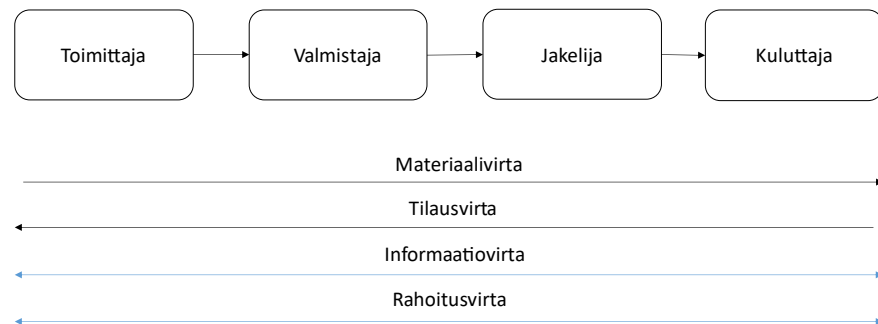 Toimittaja
Valmistaja
Jakelija
Kuluttaja
Materiaalivirta
Tilausvirta
Informaatiovirta
Rahoitusvirta